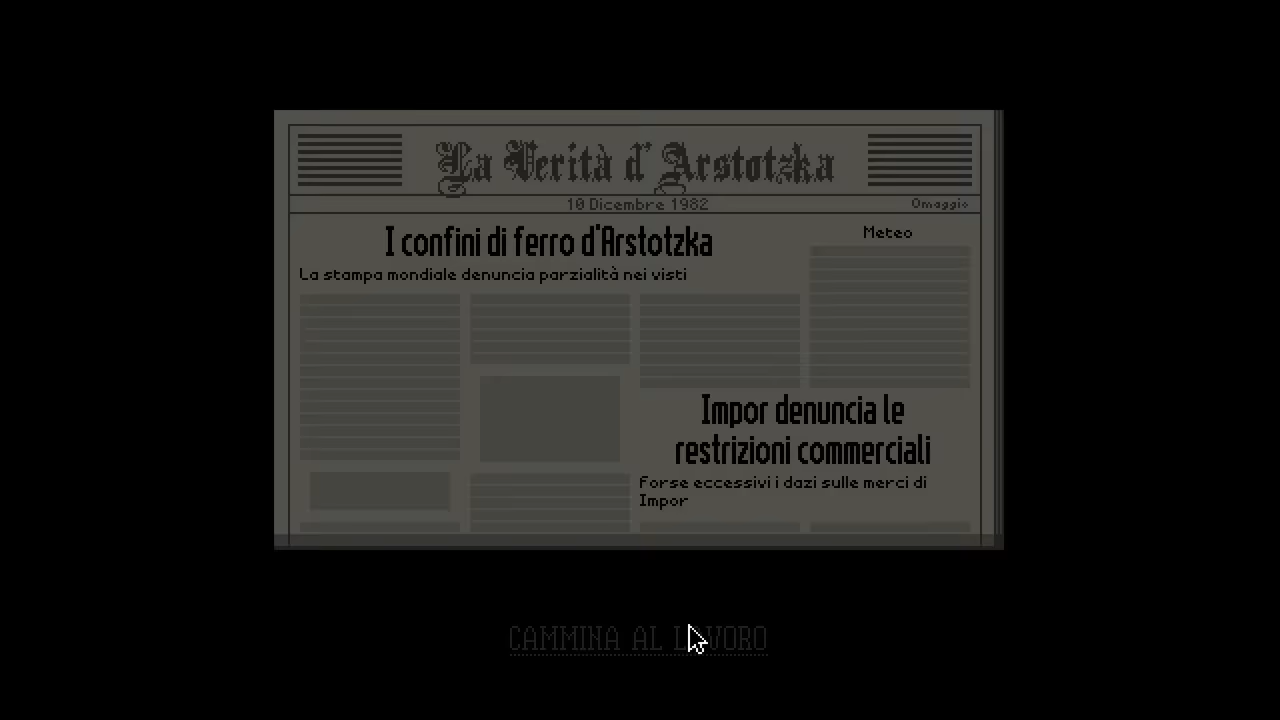 La Verità d'Arstotzka
10 Dicembre 1982
Omaggio
I confini di ferro d'Arstotzka
La stampa mondiale denuncia parzialità nei visti
Meteo
Impor denuncia le
restrizioni commerciali
Forse eccessivi i dazi sulle merci di
Impor
CAMMINA AL LAVORO